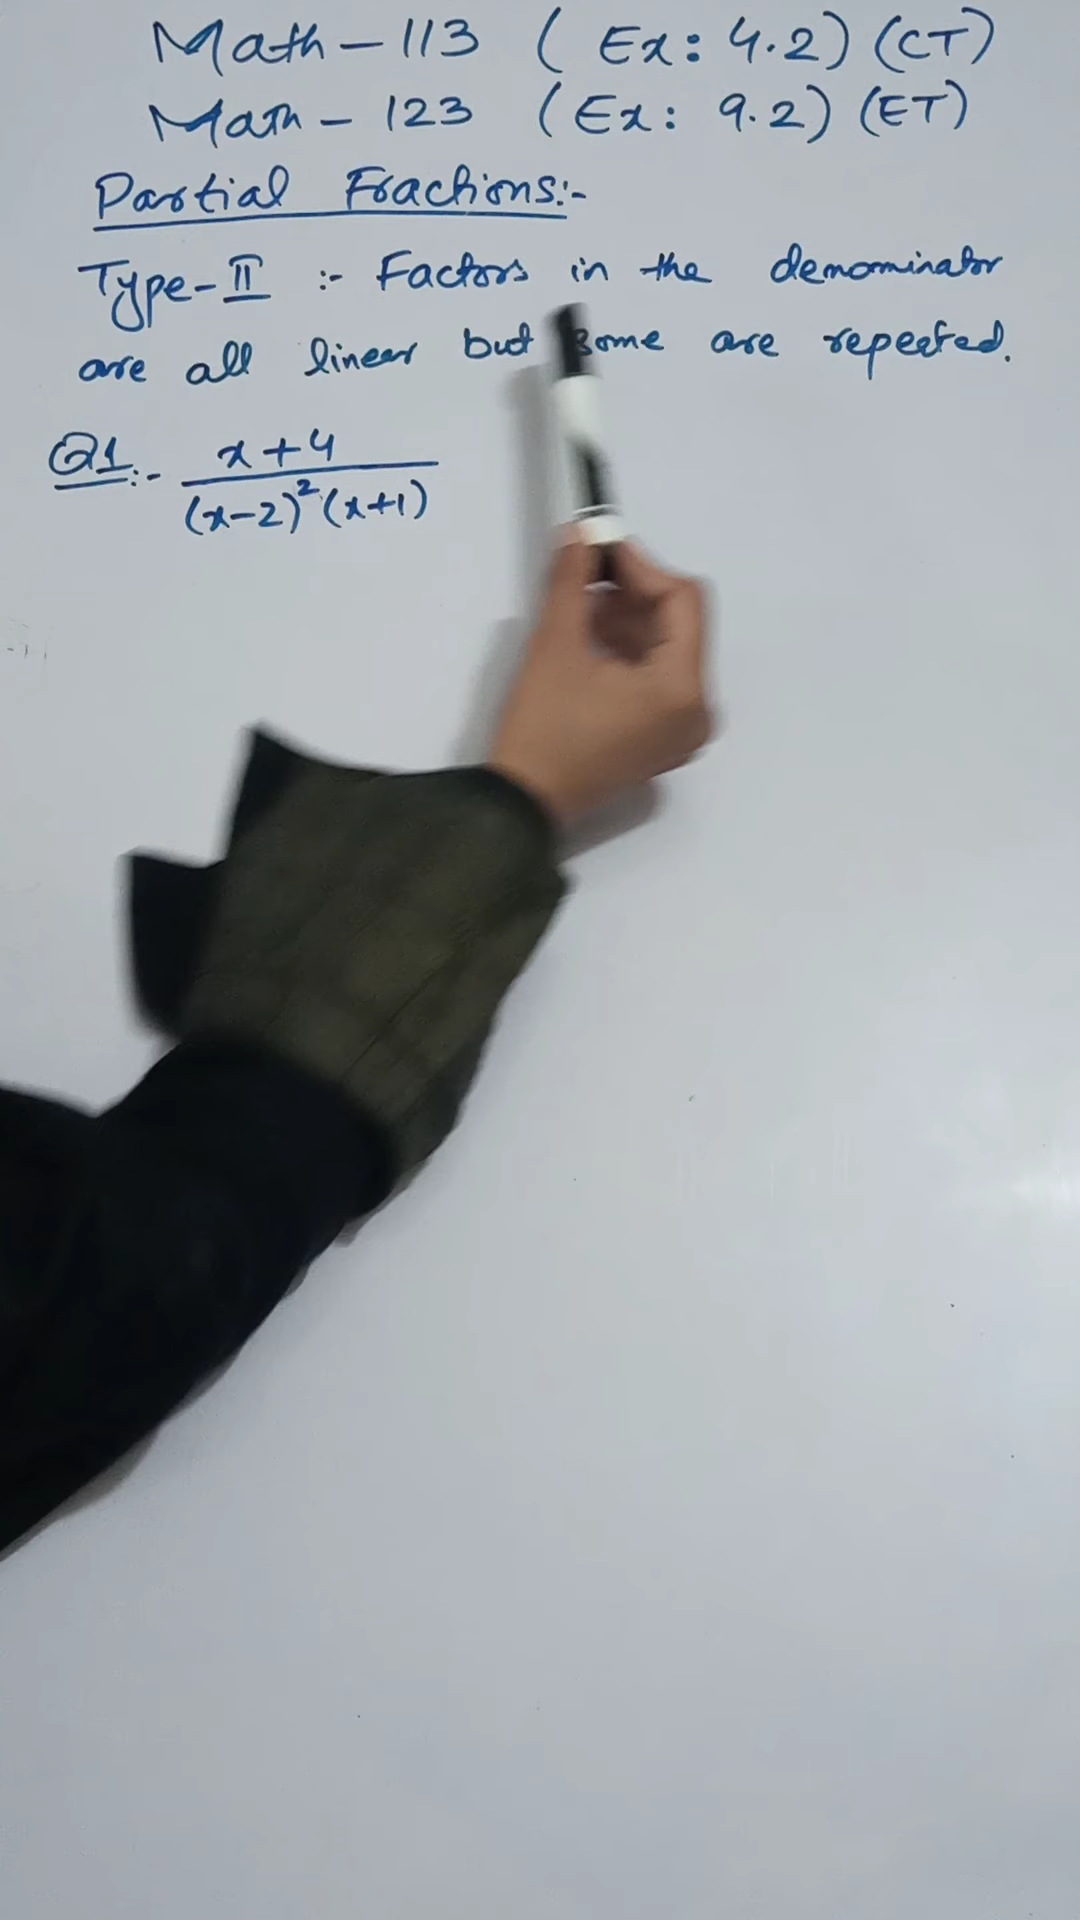 Math - 113 ( Ex: 4.2) (CT)
Math - 123 (Ex: 9.2) (ET)
Partial Fractions:-
Type-II :- Factors in the denominator
are all linear but some are repeated.
Q1:- x+4
(x-2)²(x+1)